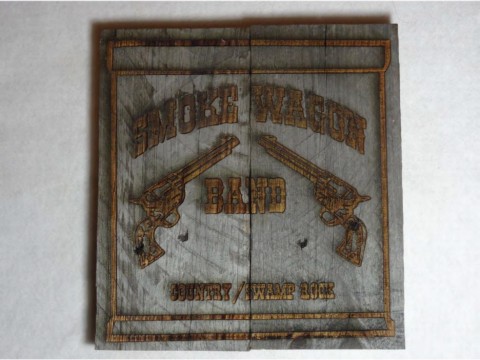 SMOKE WAGON
BAND
COUNTRY/SWAMP ROCK